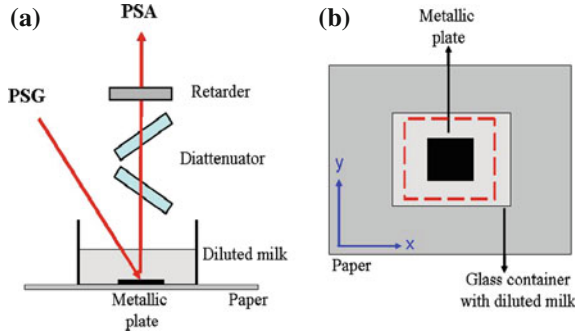 (a)
PSA
PSG
Retarder
Diattenuator
Diluted milk
Metallic
plate
Paper
(b)
Metallic
plate
y
x
Paper
Glass container
with diluted milk